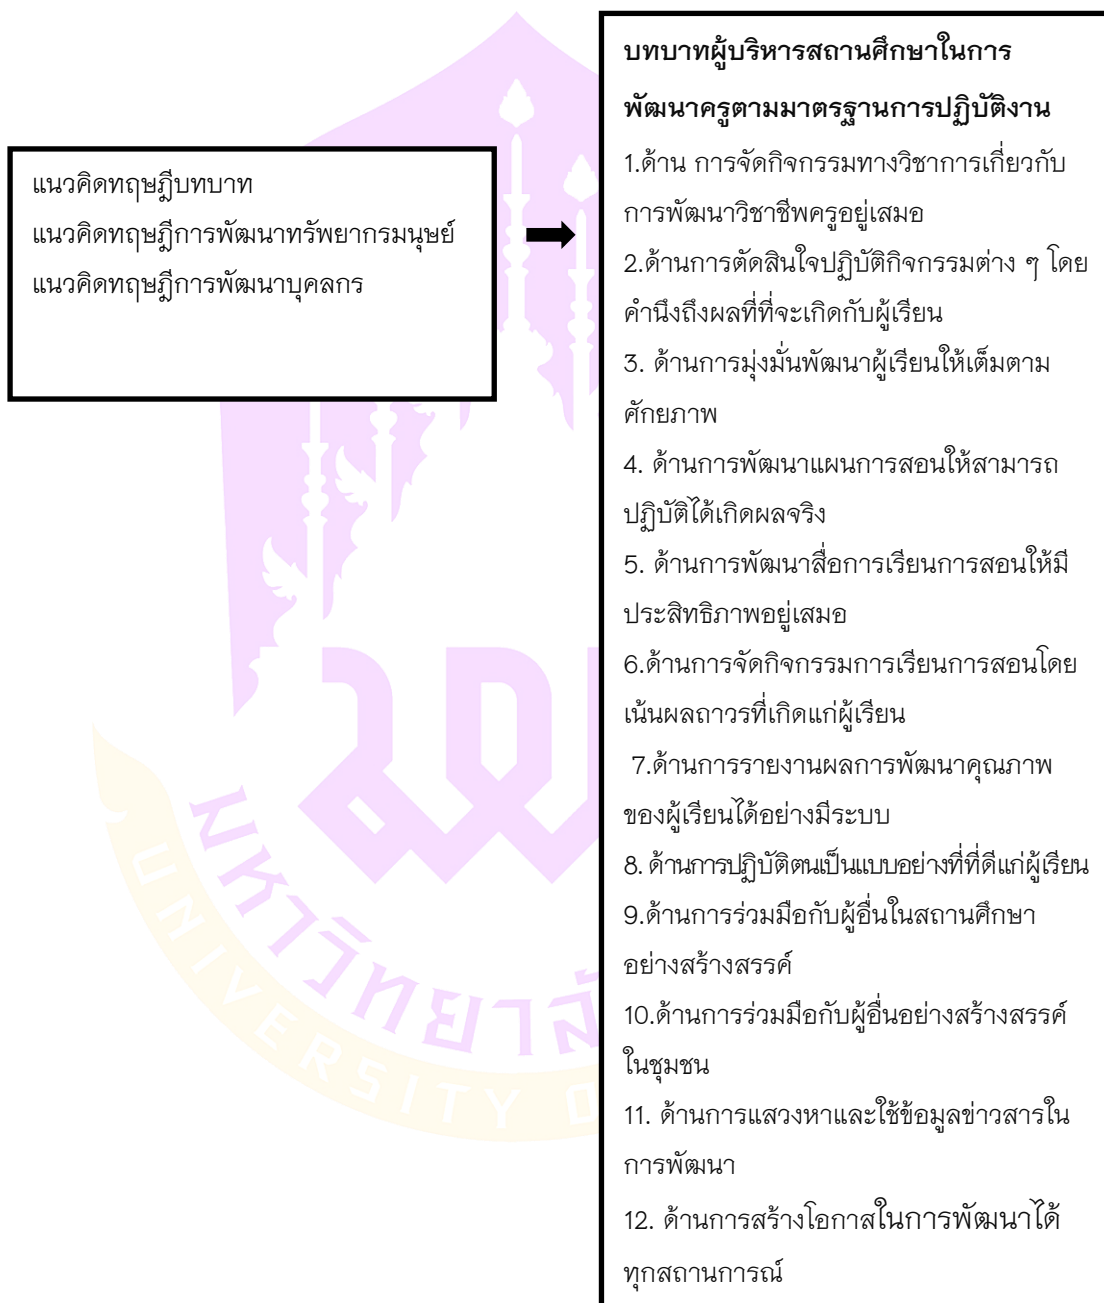 แนวคิดทฤษฎีบทบาท
แนวคิดทฤษฎีการพัฒนาทรัพยากรมนุษย์
แนวคิดทฤษฎีการพัฒนาบุคลกร
บทบาทผู้บริหารสถานศึกษาในการ
พัฒนาครูตามมาตรฐานการปฏิบัติงาน
1.ด้าน การจัดกิจกรรมทางวิชาการเกี่ยวกับ
การพัฒนาวิชาชีพครูอยู่เสมอ
2.ด้านการตัดสินใจปฏิบัติกิจกรรมต่าง ๆ โดย
คำนึงถึงผลที่ที่จะเกิดกับผู้เรียน
3. ด้านการมุ่งมั่นพัฒนาผู้เรียนให้เต็มตาม
ศักยภาพ
4. ด้านการพัฒนาแผนการสอนให้สามารถ
ปฏิบัติได้เกิดผลจริง
5. ด้านการพัฒนาสื่อการเรียนการสอนให้มี
ประสิทธิภาพอยู่เสมอ
6.ด้านการจัดกิจกรรมการเรียนการสอนโดย
เน้นผลถาวรที่เกิดแก่ผู้เรียน
7.ด้านการรายงานผลการพัฒนาคุณภาพ
ของผู้เรียนได้อย่างมีระบบ
8. ด้านการปฏิบัติตนเป็นแบบอย่างที่ที่ดีแก่ผู้เรียน
9.ด้านการร่วมมือกับผู้อื่นในสถานศึกษา
อย่างสร้างสรรค์
10.ด้านการร่วมมือกับผู้อื่นอย่างสร้างสรรค์
ในชุมชน
11. ด้านการแสวงหาและใช้ข้อมูลข่าวสารใน
การพัฒนา
12. ด้านการสร้างโอกาสในการพัฒนาได้
ทุกสถานการณ์
มหาวิทยาลั
UNIVERSITY O